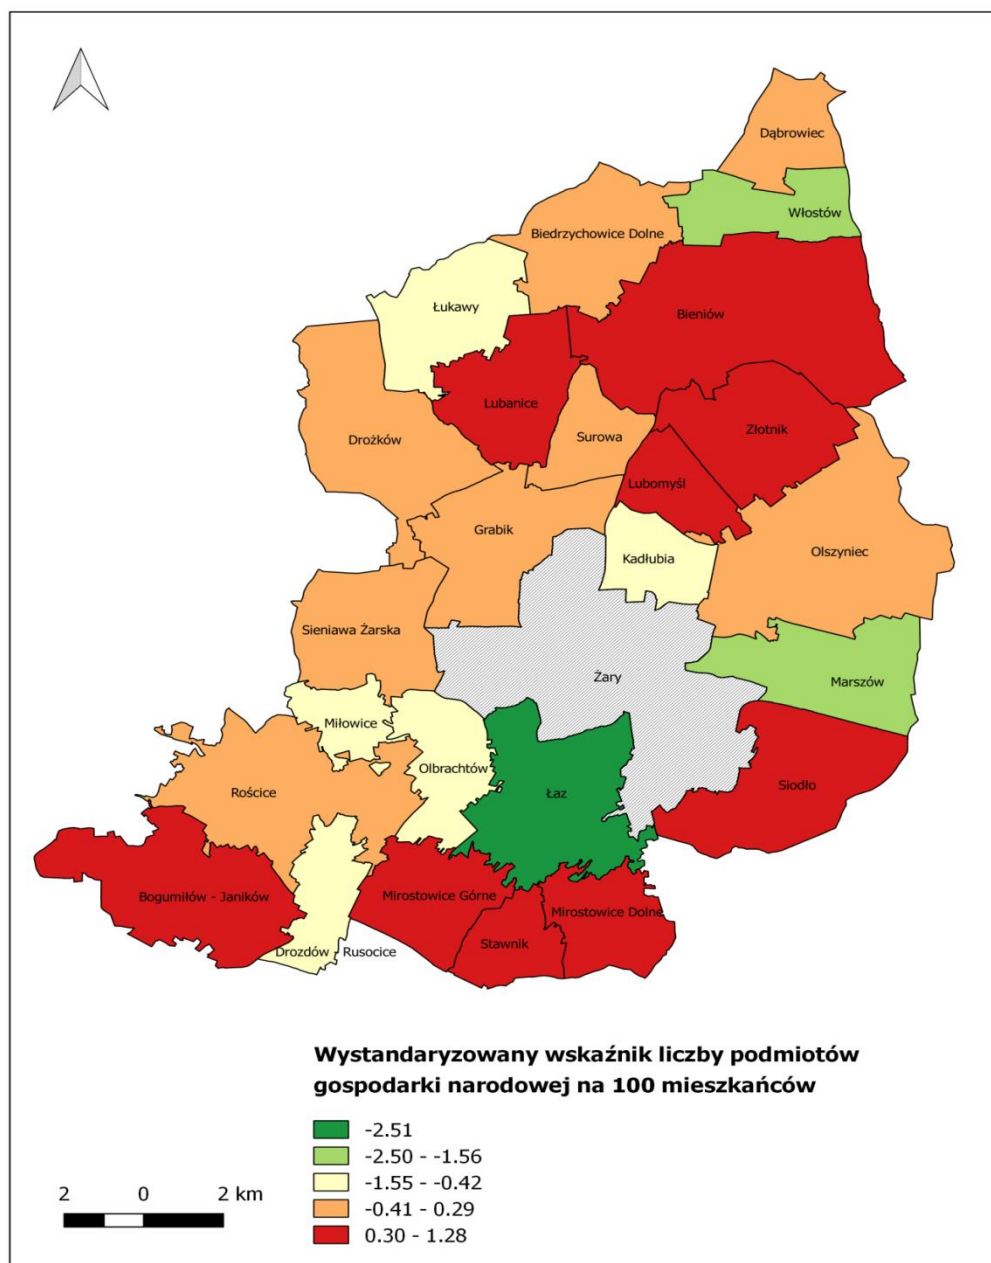 Dąbrowiec
Włostów
Biedrzychowice Dolne
Łukawy
Bieniów
Lubanice
Złotnik
Surowa
Drożków
Lubomyśl
Grabik
Olszyniec
Kadłubia
Sieniawa Żarska
Żary
Marszów
Miłowice
Olbrachtów
Siodło
Rościce
Łaz
Bogumiłów - Janików
Mirostowice Górne
Mirostowice Dolne
Stawnik
Drozdów
Rusocice
Wystandaryzowany wskaźnik liczby podmiotów
gospodarki narodowej na 100 mieszkańców
-2.51
-2.50 - -1.56
-1.55 - -0.42
-0.41 - 0.29
0.30 - 1.28
2 0 2 km